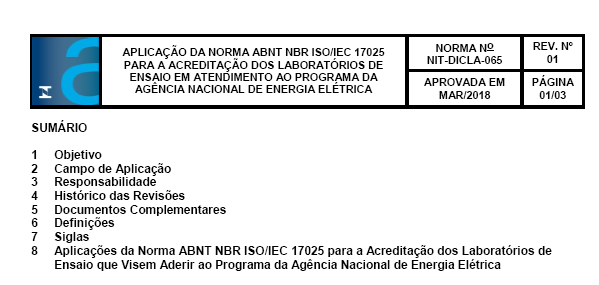 APLICAÇÃO DA NORMA ABNT NBR ISO/IEC 17025
PARA A ACREDITAÇÃO DOS LABORATÓRIOS DE
ENSAIO EM ATENDIMENTO AO PROGRAMA DA
AGÊNCIA NACIONAL DE ENERGIA ELÉTRICA
NORMA Nº
NIT-DICLA-065
REV. Nº
01
APROVADA EM
MAR/2018
PÁGINA
01/03
SUMÁRIO
1 Objetivo
2 Campo de Aplicação
3 Responsabilidade
4 Histórico das Revisões
5 Documentos Complementares
6 Definições
7 Siglas
8 Aplicações da Norma ABNT NBR ISO/IEC 17025 para a Acreditação dos Laboratórios de
Ensaio que Visem Aderir ao Programa da Agência Nacional de Energia Elétrica